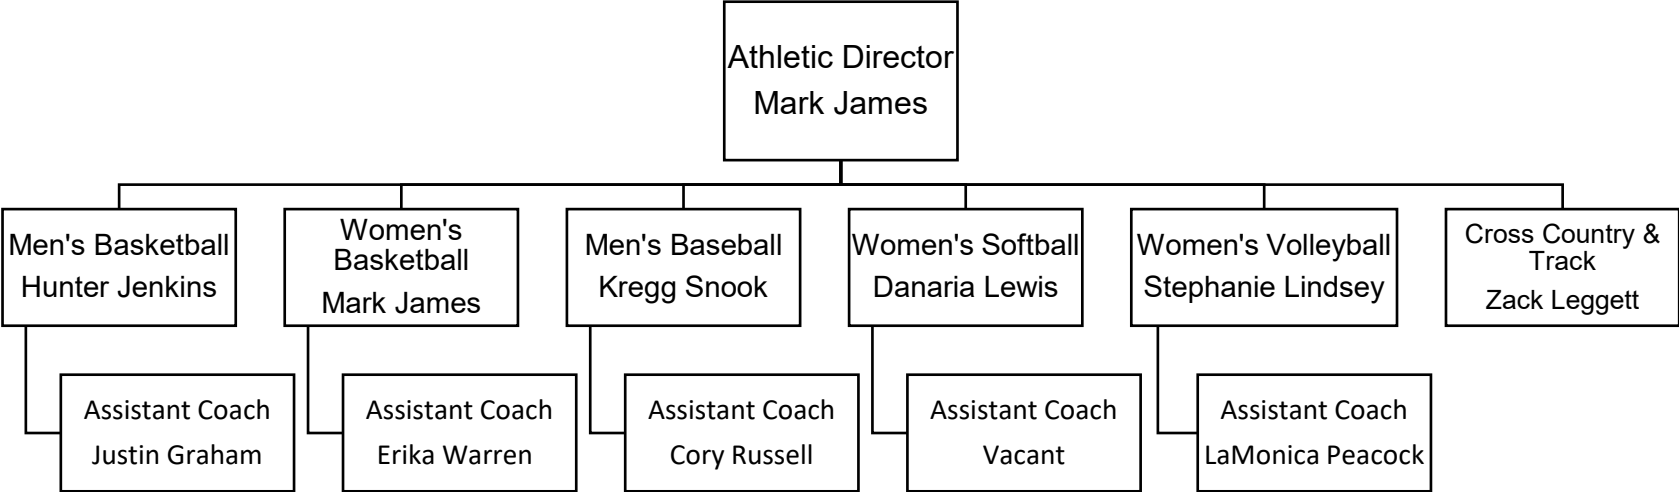 Athletic Director
Mark James
Men's Basketball
Hunter Jenkins
Women's
Basketball
Mark James
Men's Baseball
Kregg Snook
Women's Softball
Danaria Lewis
Women's Volleyball
Stephanie Lindsey
Cross Country &
Track
Zack Leggett
Assistant Coach
Justin Graham
Assistant Coach
Erika Warren
Assistant Coach
Cory Russell
Assistant Coach
Vacant
Assistant Coach
LaMonica Peacock